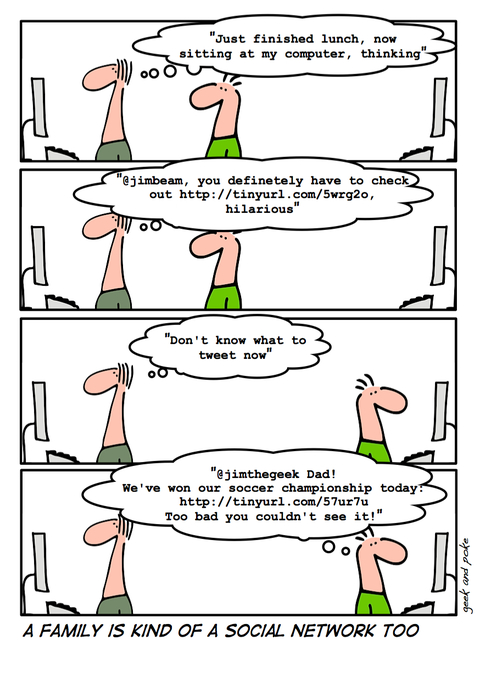 "Just finished lunch, now
sitting at my computer, thinking"
"@jimbeam, you definetely have to check
out http://tinyurl.com/5wrg2o,
hilarious"
"Don't know what to
tweet now"
"@jimthegeek Dad!
We've won our soccer championship today:
http://tinyurl.com/57ur7u
Too bad you couldn't see it!"
geek and poke
A FAMILY IS KIND OF A SOCIAL NETWORK TOO